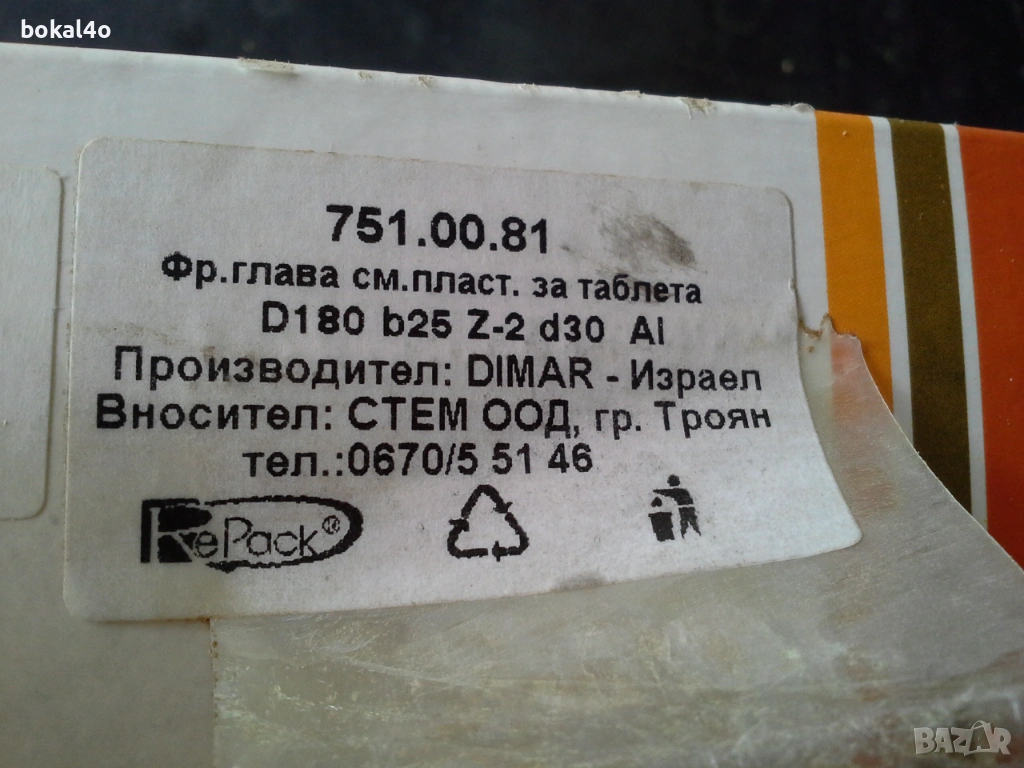 bokal4o
751.00.81
Фр.глава см.пласт. за таблета
D180 b25 Z-2 d30 Al
Производител: DIMAR - Израел
Вносител: СТЕМ ООД, гр. Троян
тел.:0670/5 51 46
RePack®
BAZAR